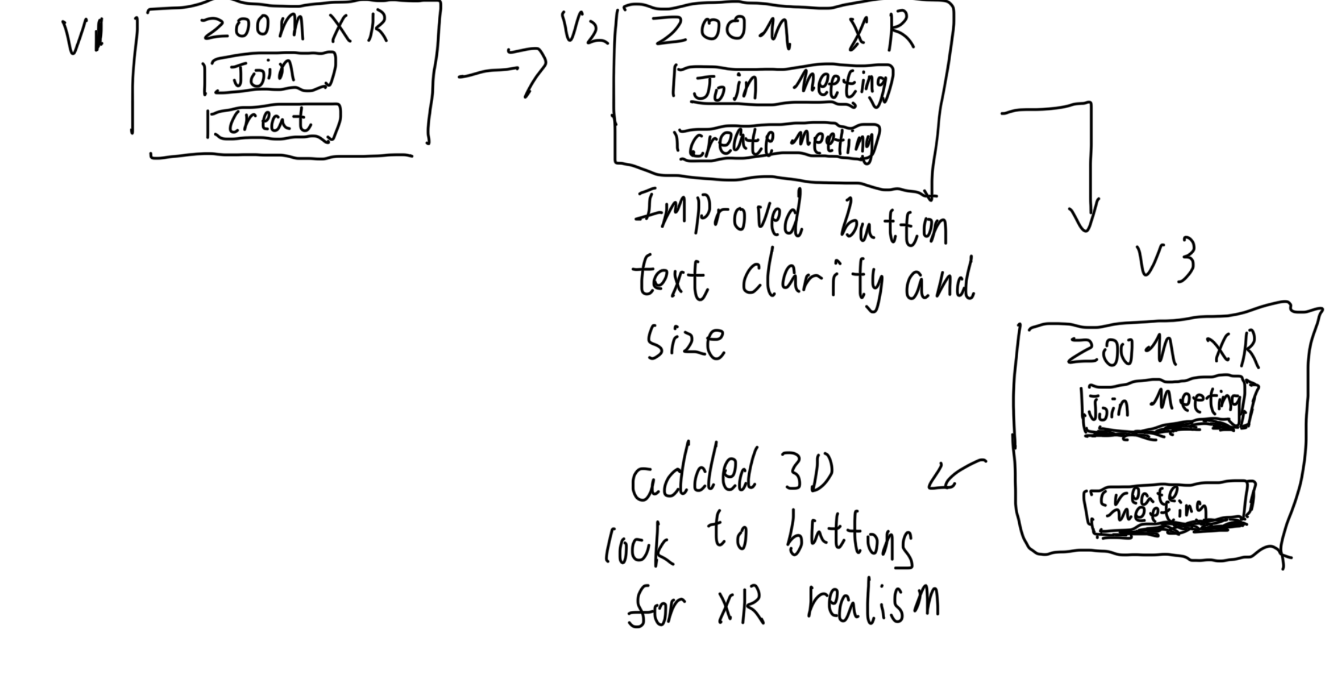 V1
ZOOM XR
Join
Creat
V2
ZOOM XR
Join Meeting
Create Meeting
Improved button
text clarity and
size
V3
ZOOM XR
Join Meeting
Create
Meeting
added 3D
look to buttons
for XR realism